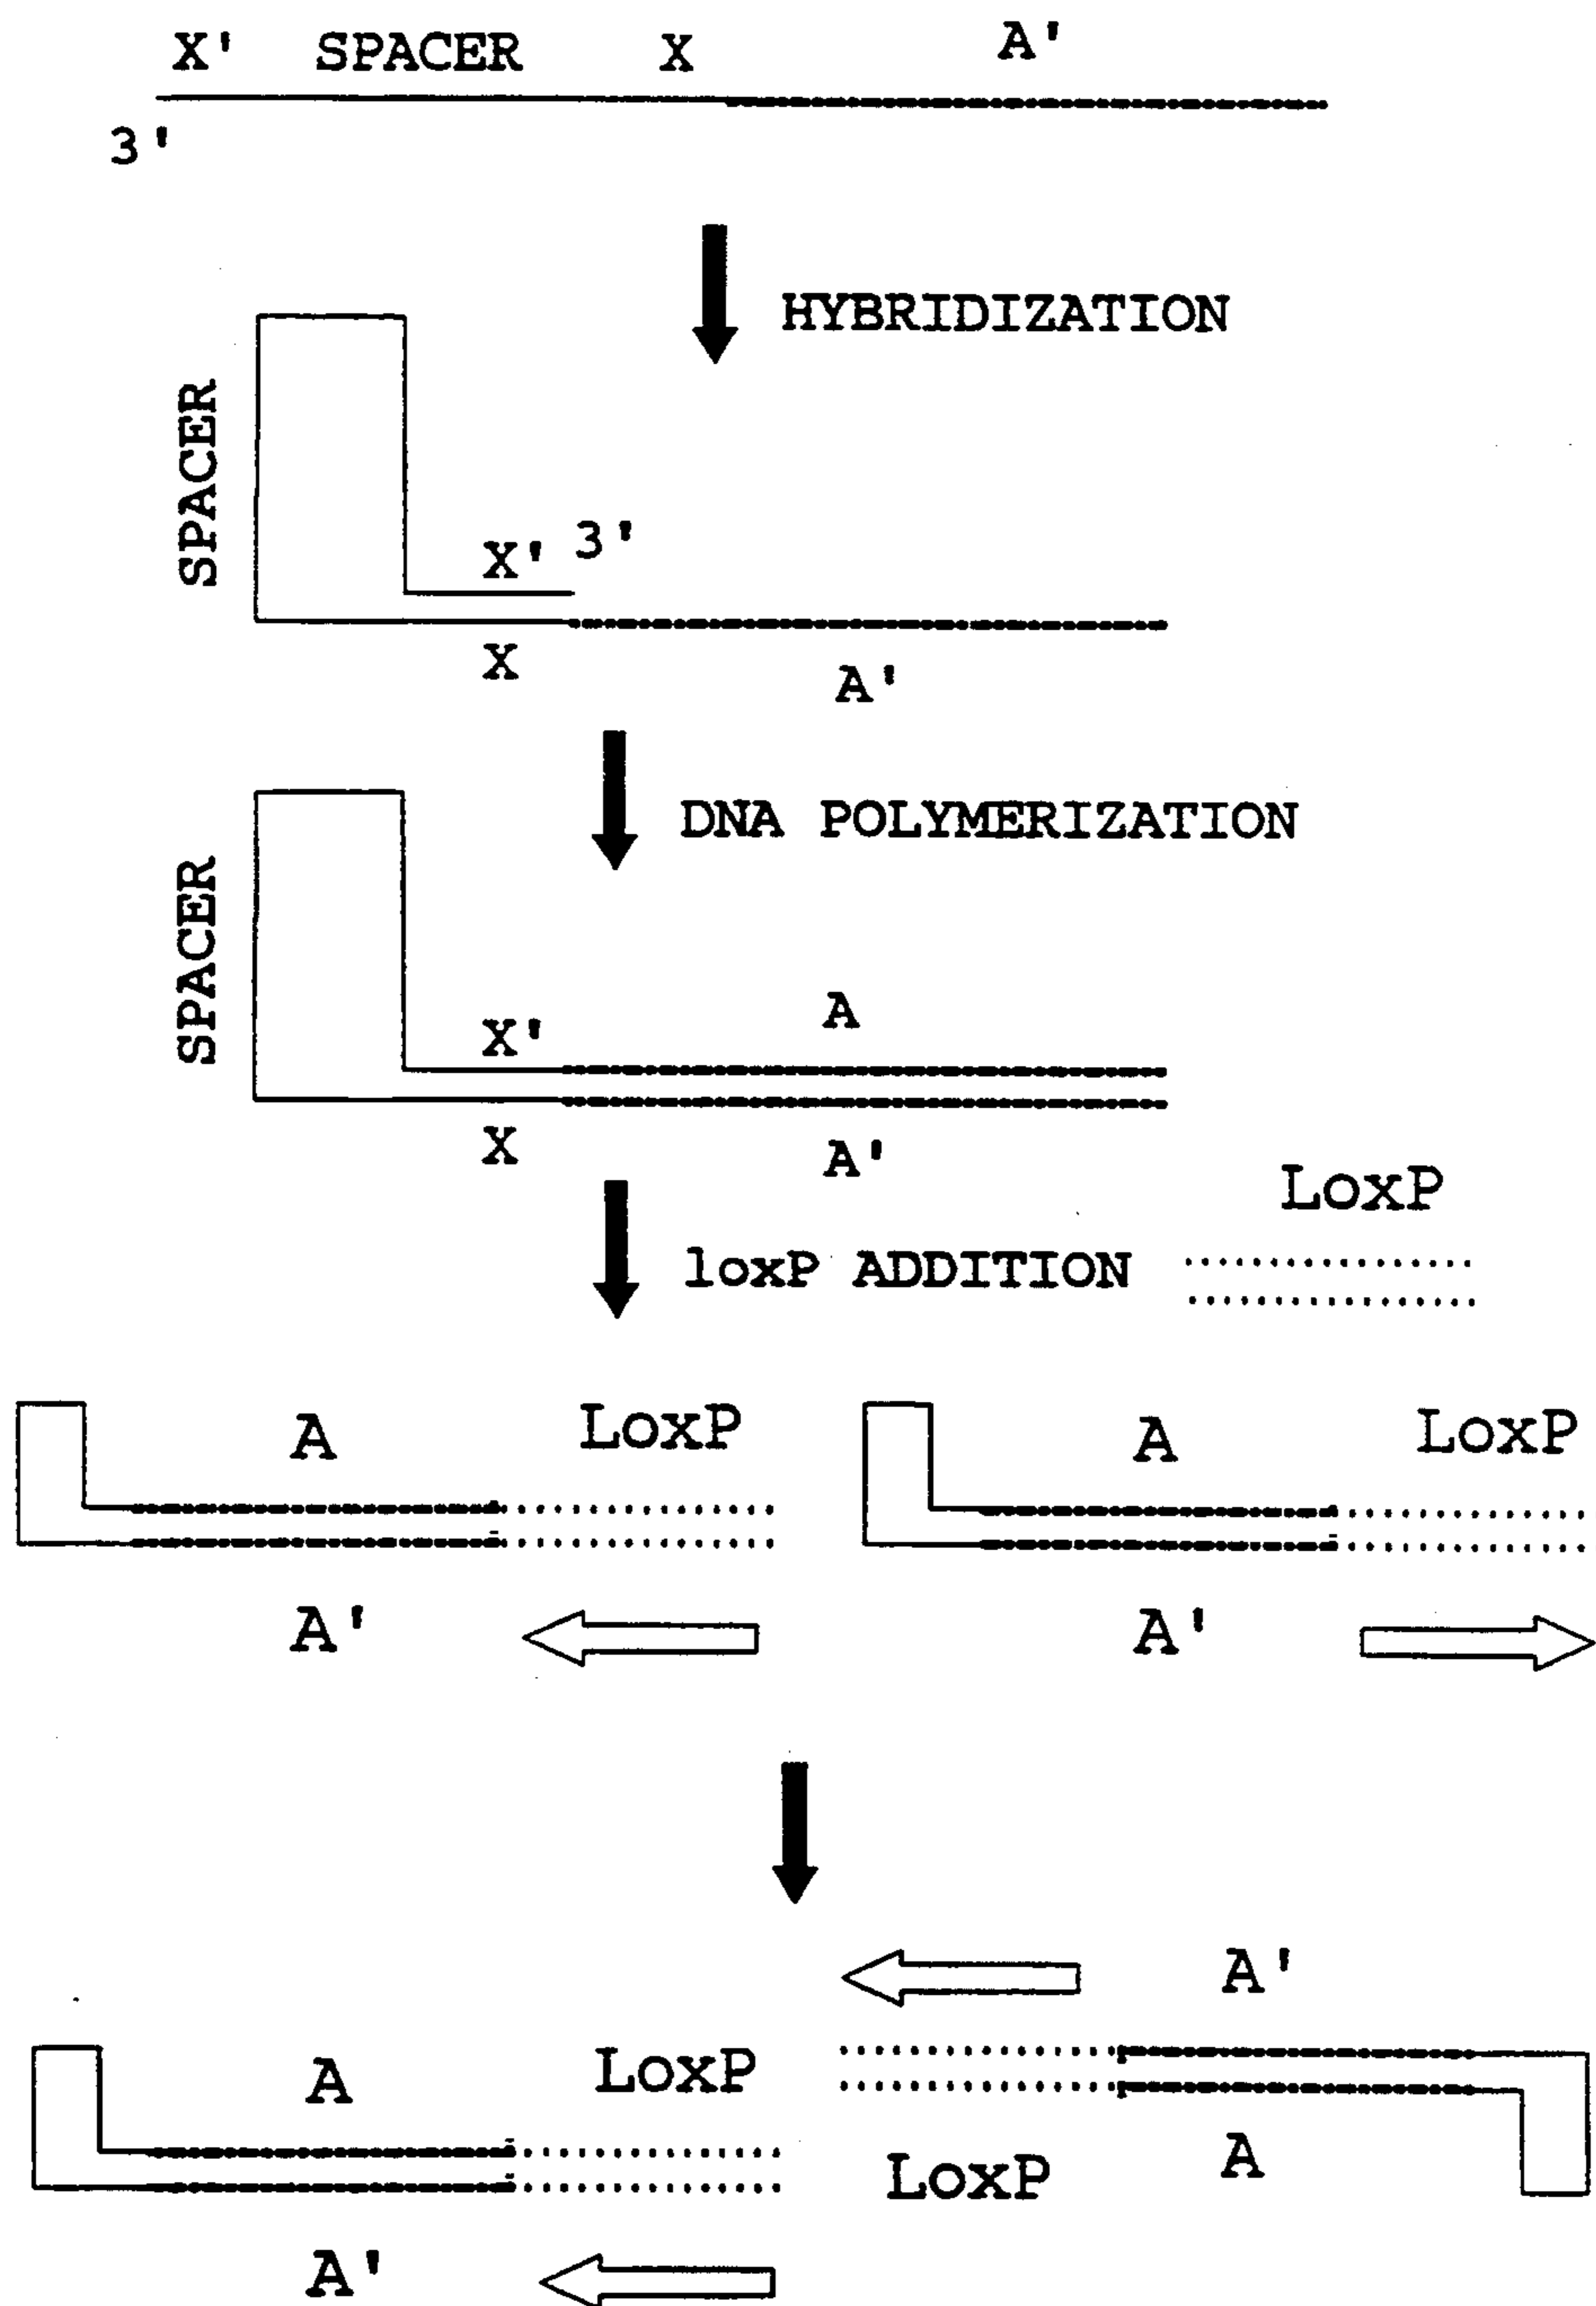 X' SPACER X A'
3'
HYBRIDIZATION
SPACER
X' 3'
X
A'
DNA POLYMERIZATION
SPACER
A
X'
X
A'
LoxP
loxP ADDITION
A LoxP A LoxP
A' A'
A'
A LoxP
LoxP A
A'